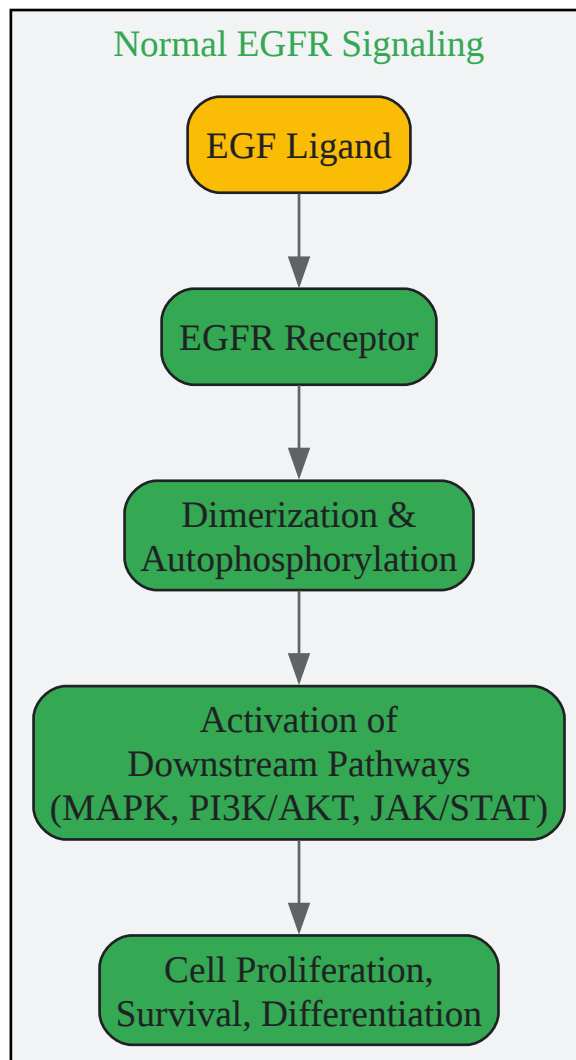 Normal EGFR Signaling
EGF Ligand
EGFR Receptor
Dimerization &
Autophosphorylation
Activation of
Downstream Pathways
(MAPK, PI3K/AKT, JAK/STAT)
Cell Proliferation,
Survival, Differentiation